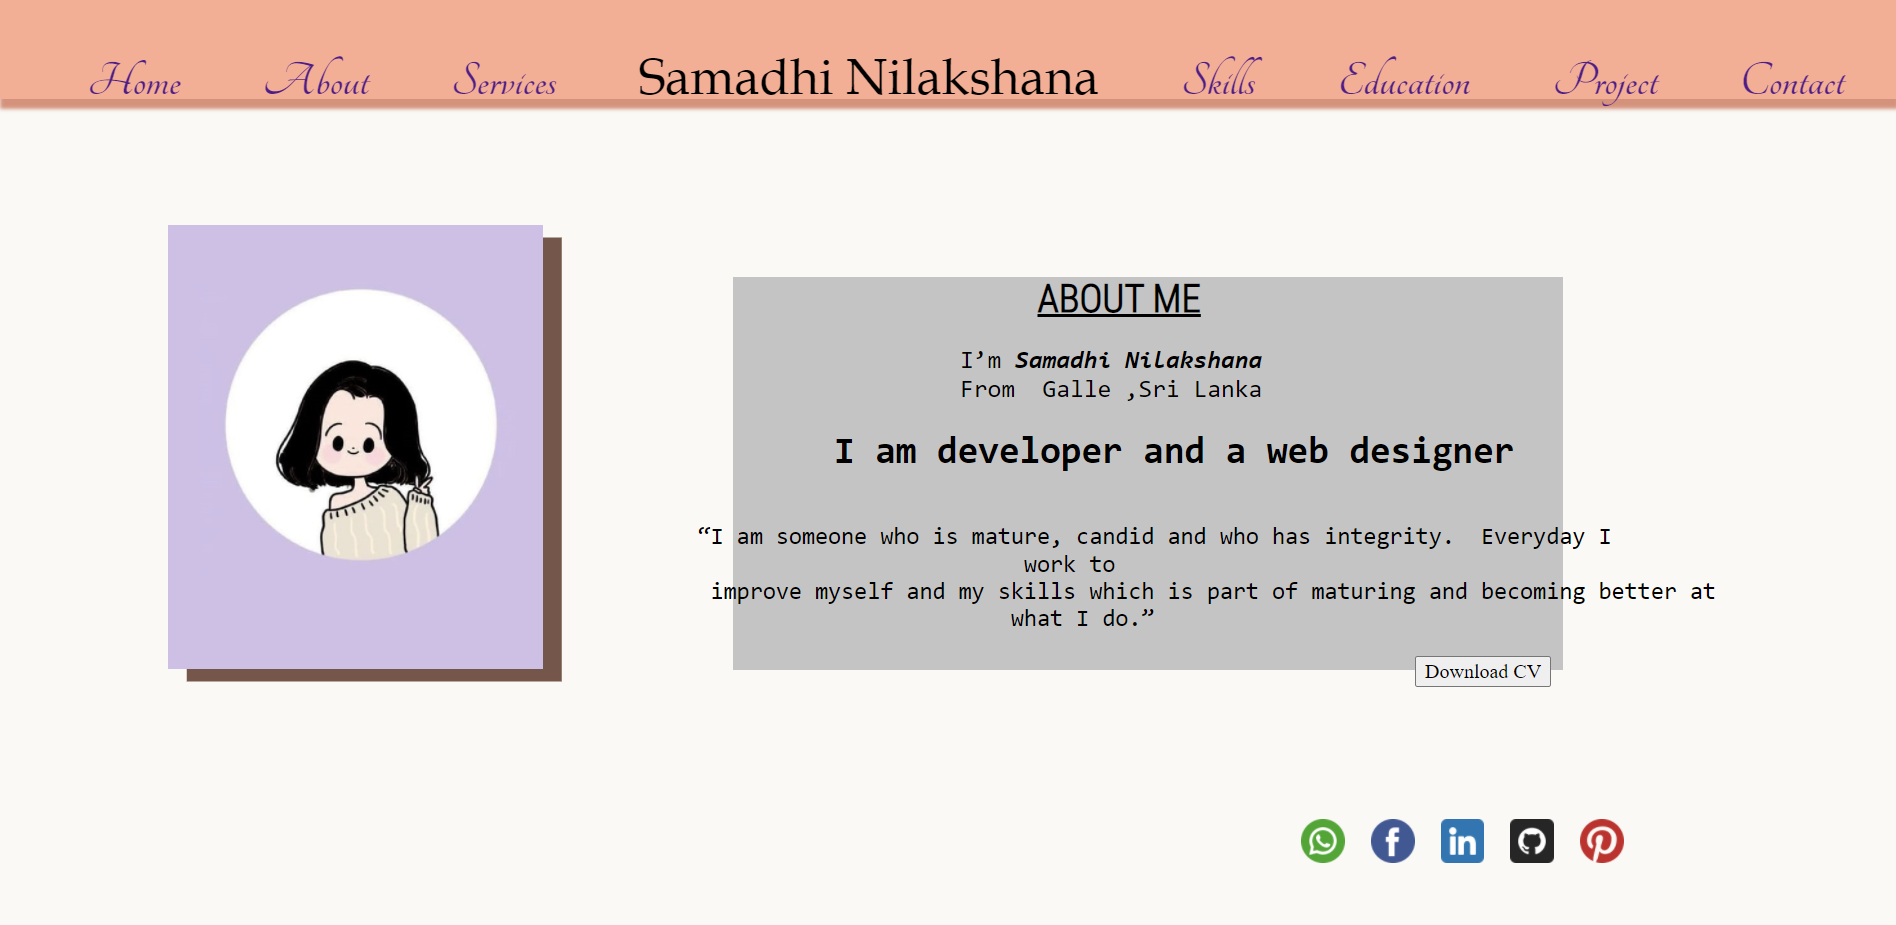 Home About Services Samadhi Nilakshana Skills Education Project Contact
ABOUT ME
I’m Samadhi Nilakshana
From  Galle ,Sri Lanka
I am developer and a web designer
“I am someone who is mature, candid and who has integrity.  Everyday I
work to
improve myself and my skills which is part of maturing and becoming better at
what I do.”
Download CV